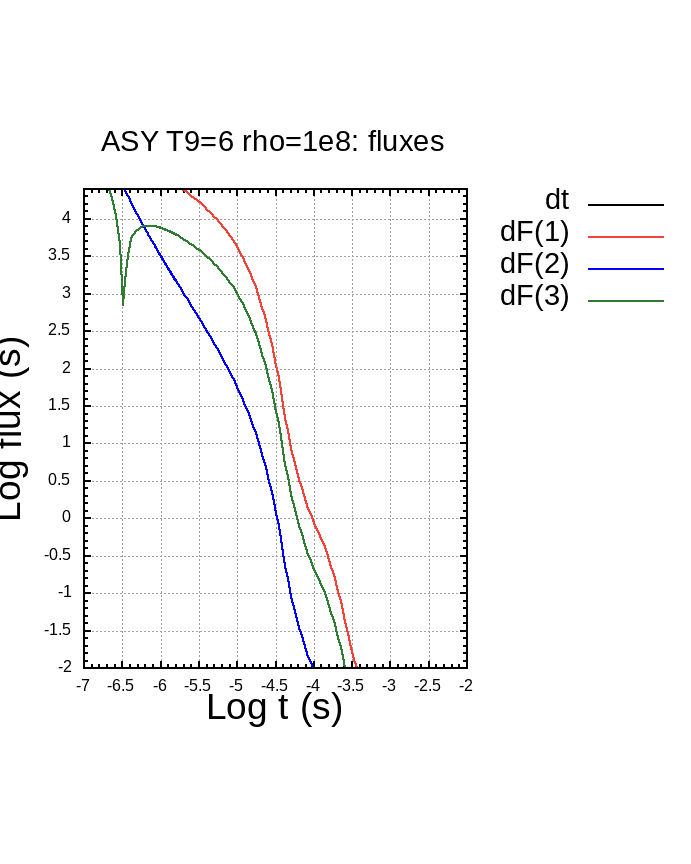 ASY T9=6 rho=1e8: fluxes
dt
dF(1)
dF(2)
dF(3)
Log flux (s)
4
3.5
3
2.5
2
1.5
1
0.5
0
-0.5
-1
-1.5
-2
-7 -6.5 -6 -5.5 -5 -4.5 -4 -3.5 -3 -2.5 -2
Log t (s)